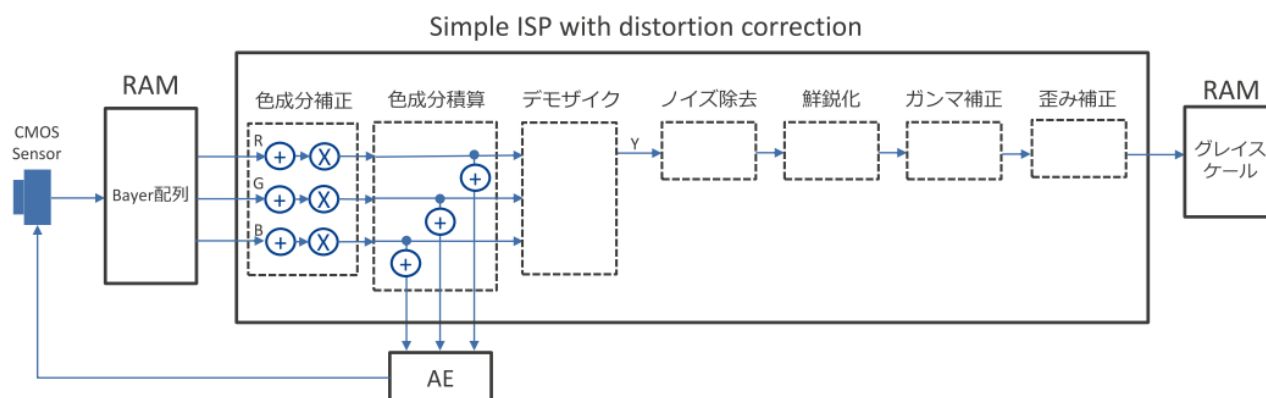 Simple ISP with distortion correction
RAM
色成分補正
色成分積算
デモザイク
ノイズ除去
鮮鋭化
ガンマ補正
歪み補正
RAM
CMOS
Sensor
Bayer配列
R
+
X
G
+
X
B
+
X
+
+
+
Y
グレイス
ケール
AE